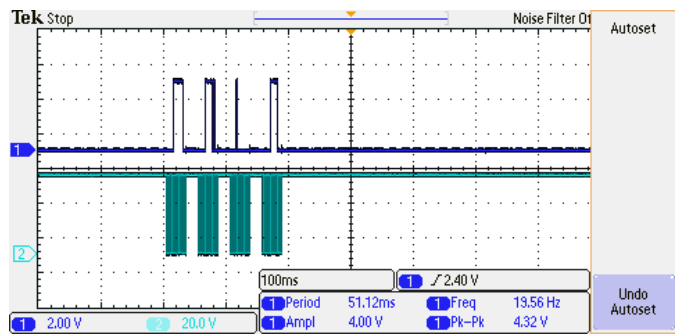 Tek Stop
Noise Filter Of
Autoset
1
2
100ms
1 2.40 V
1 Period 51.12ms
1 Freq 19.56 Hz
1 Ampl 4.00 V
1 Pk-Pk 4.32 V
1 2.00 V
2 20.0 V
Undo
Autoset